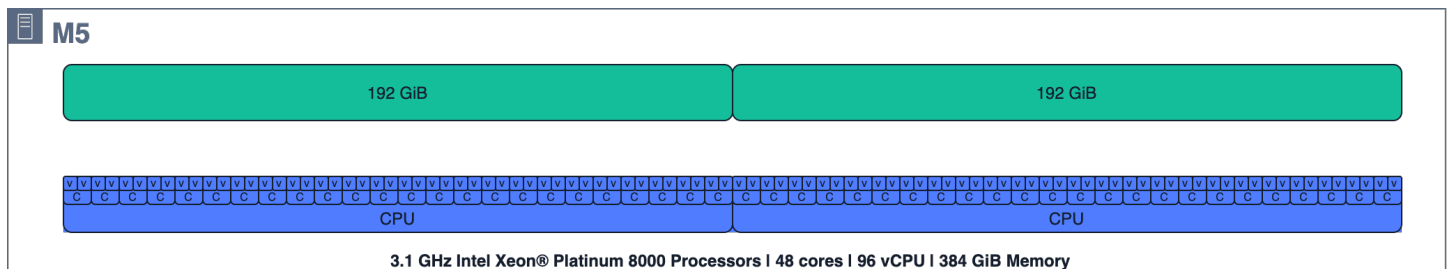 M5
192 GiB 192 GiB
v v v v v v v v v v v v v v v v v v v v v v v v v v v v v v v v v v v v v v v v v v v v v v v v v v v v v v v v v v v v v v v v v v v v v v v v v v v v v v v v v v v v v v v v v v v v v v v v
C C C C C C C C C C C C C C C C C C C C C C C C C C C C C C C C C C C C C C C C C C C C C C C C
CPU CPU
3.1 GHz Intel Xeon® Platinum 8000 Processors | 48 cores | 96 vCPU | 384 GiB Memory